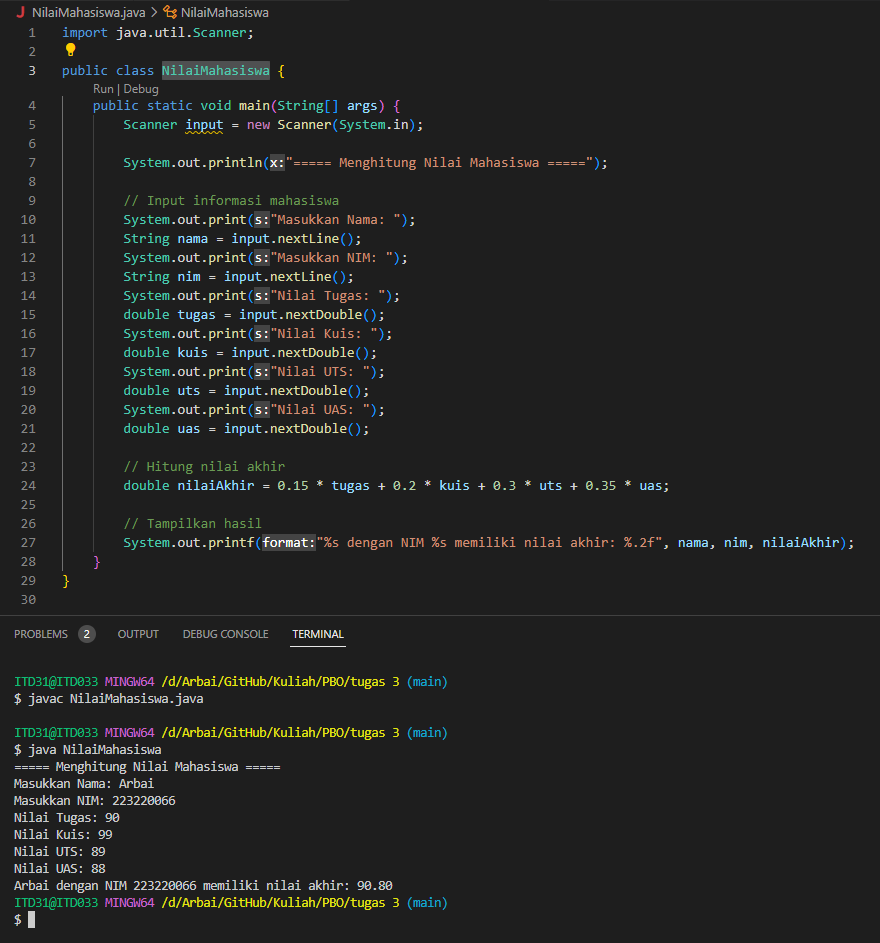 NilaiMahasiswa.java > NilaiMahasiswa
1 import java.util.Scanner;
2
3 public class NilaiMahasiswa {
Run | Debug
4 public static void main(String[] args) {
5 Scanner input = new Scanner(System.in);
6
7 System.out.println(x:"===== Menghitung Nilai Mahasiswa =====");
8
9 // Input informasi mahasiswa
10 System.out.print(s:"Masukkan Nama: ");
11 String nama = input.nextLine();
12 System.out.print(s:"Masukkan NIM: ");
13 String nim = input.nextLine();
14 System.out.print(s:"Nilai Tugas: ");
15 double tugas = input.nextDouble();
16 System.out.print(s:"Nilai Kuis: ");
17 double kuis = input.nextDouble();
18 System.out.print(s:"Nilai UTS: ");
19 double uts = input.nextDouble();
20 System.out.print(s:"Nilai UAS: ");
21 double uas = input.nextDouble();
22
23 // Hitung nilai akhir
24 double nilaiAkhir = 0.15 * tugas + 0.2 * kuis + 0.3 * uts + 0.35 * uas;
25
26 // Tampilkan hasil
27 System.out.printf(format:"%s dengan NIM %s memiliki nilai akhir: %.2f", nama, nim, nilaiAkhir);
28 }
29 }
30
PROBLEMS 2 OUTPUT DEBUG CONSOLE TERMINAL
ITD31@ITD033 MINGW64 /d/Arbai/GitHub/Kuliah/PBO/tugas 3 (main)
$ javac NilaiMahasiswa.java
ITD31@ITD033 MINGW64 /d/Arbai/GitHub/Kuliah/PBO/tugas 3 (main)
$ java NilaiMahasiswa
===== Menghitung Nilai Mahasiswa =====
Masukkan Nama: Arbai
Masukkan NIM: 223220066
Nilai Tugas: 90
Nilai Kuis: 99
Nilai UTS: 89
Nilai UAS: 88
Arbai dengan NIM 223220066 memiliki nilai akhir: 90.80
ITD31@ITD033 MINGW64 /d/Arbai/GitHub/Kuliah/PBO/tugas 3 (main)
$